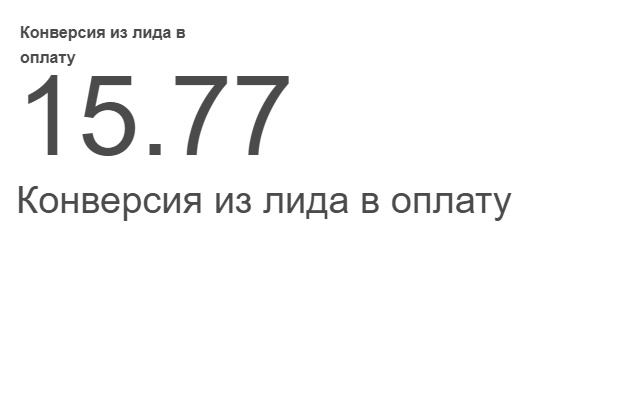 Конверсия из лида в
оплату
15.77
Конверсия из лида в оплату